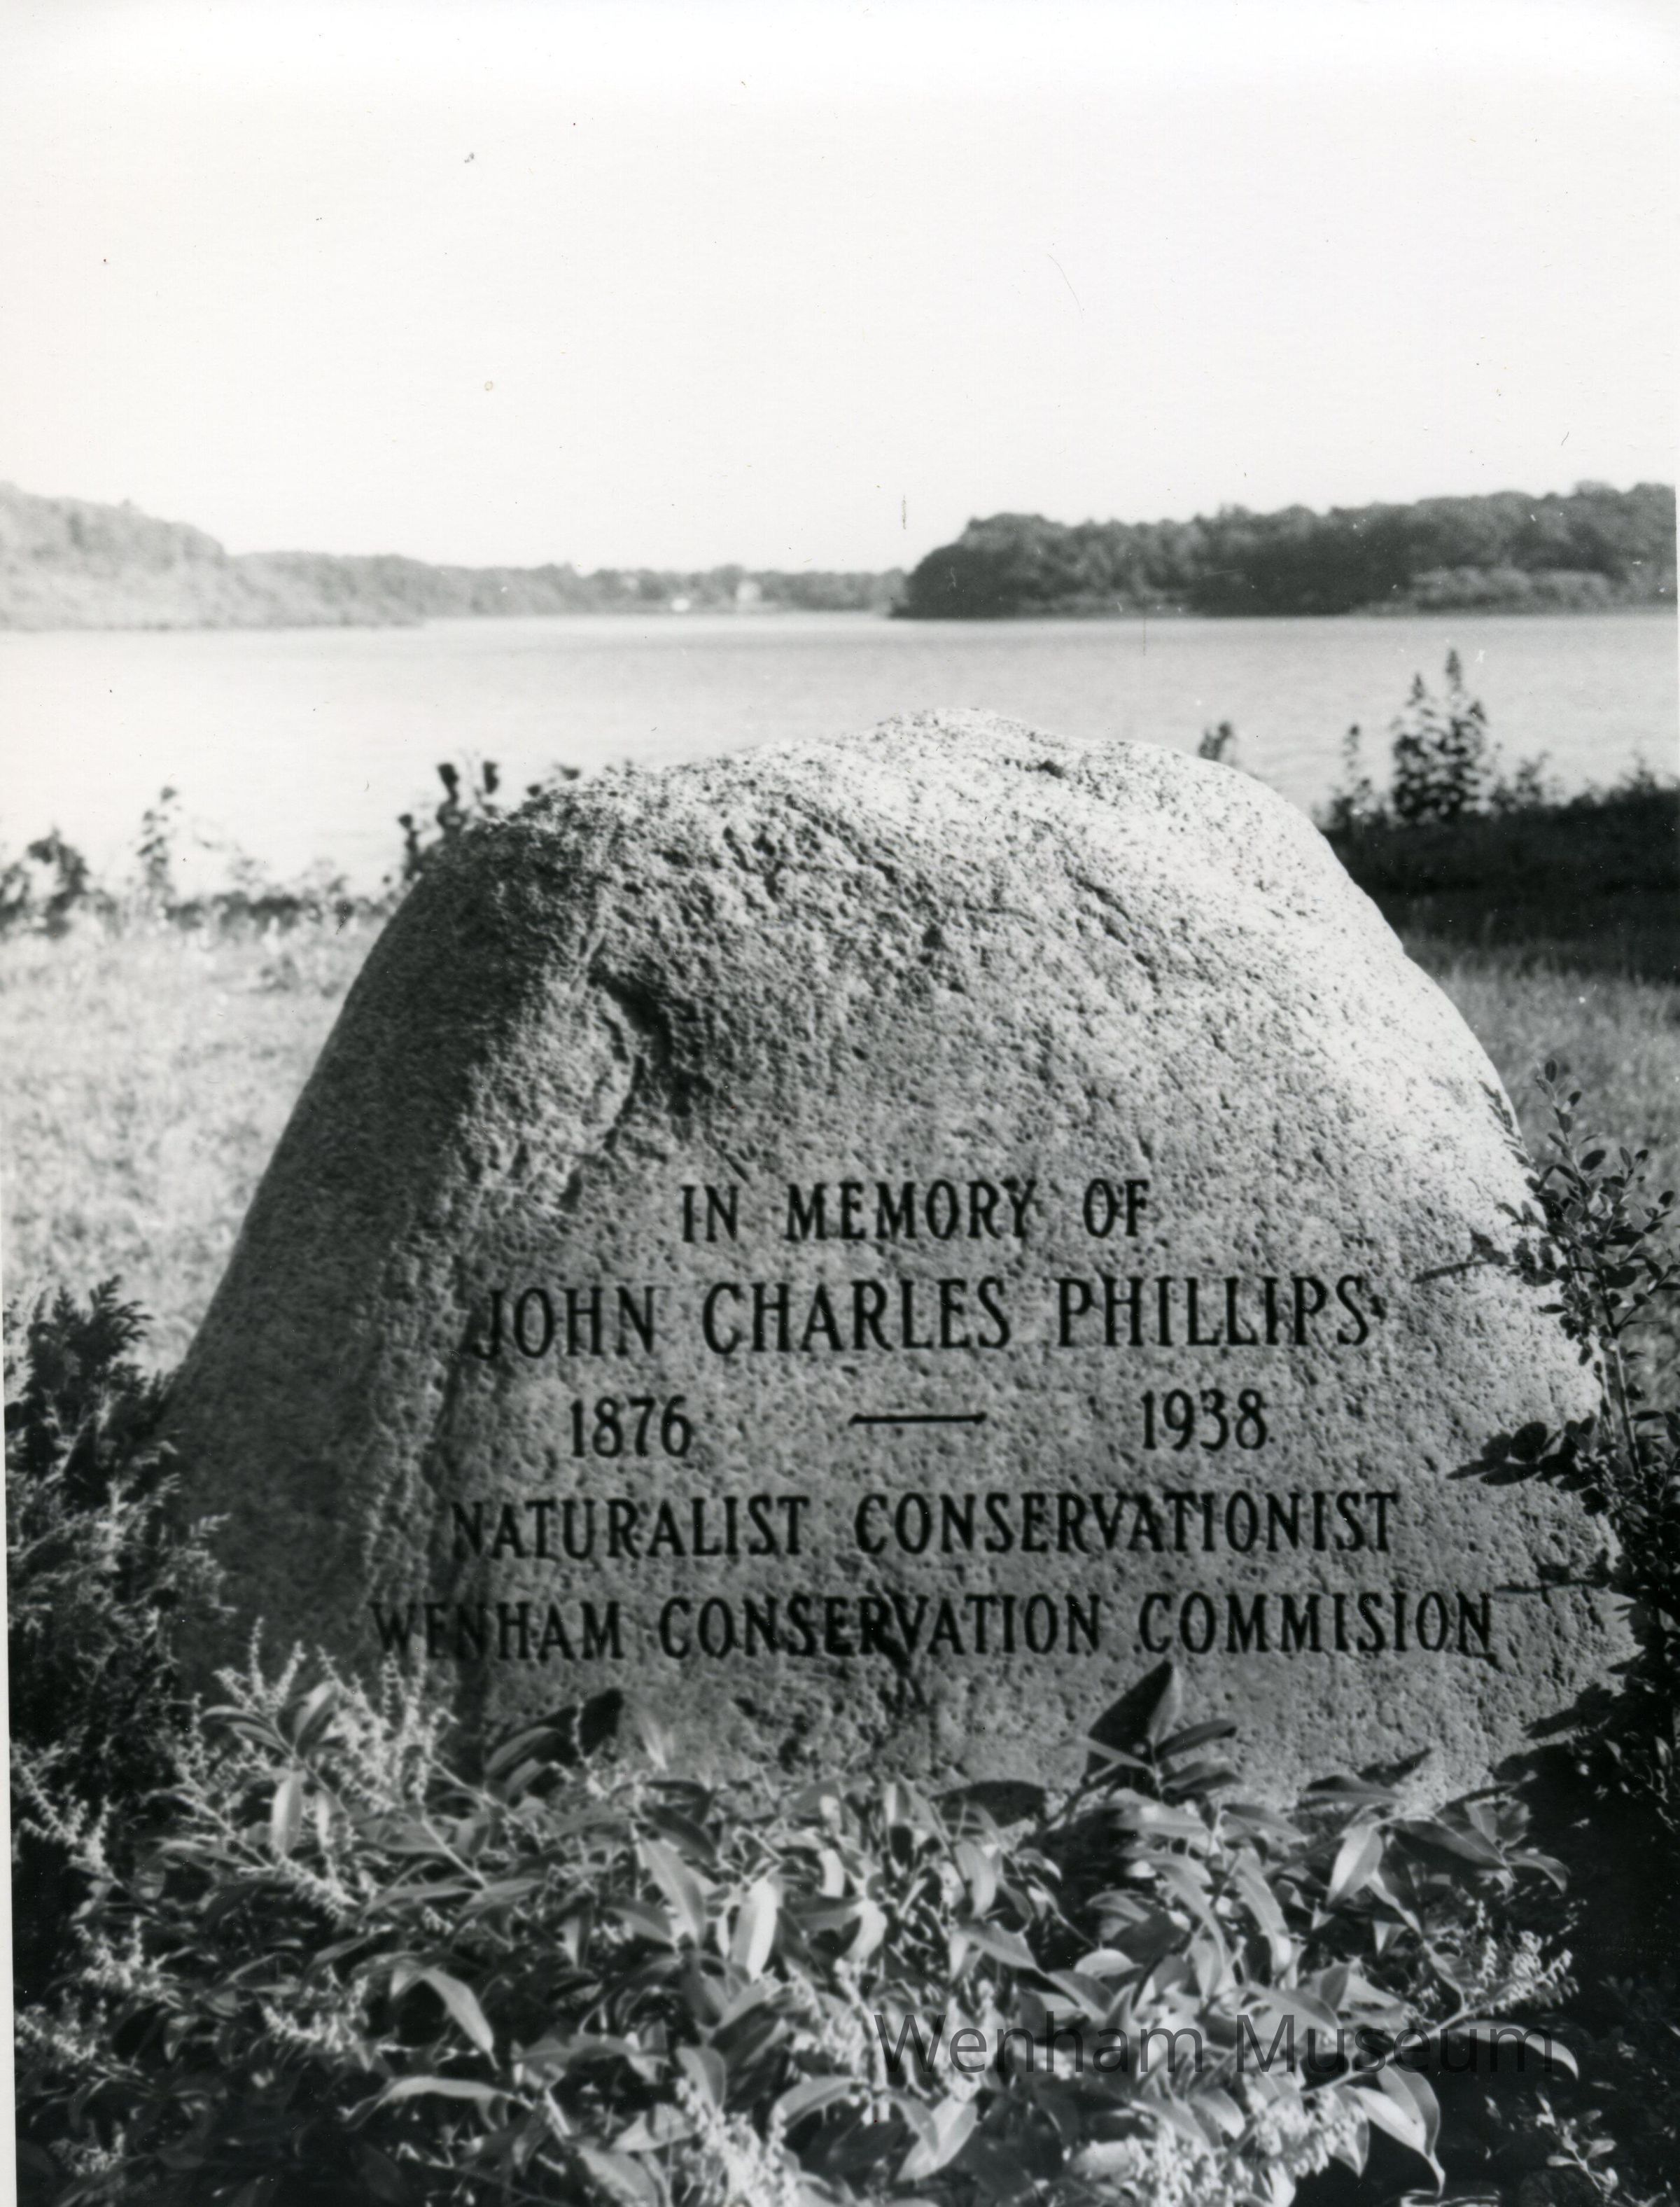 IN MEMORY OF
JOHN CHARLES PHILLIPS
1876 — 1938
NATURALIST CONSERVATIONIST
WENHAM CONSERVATION COMMISION
Wenham Museum